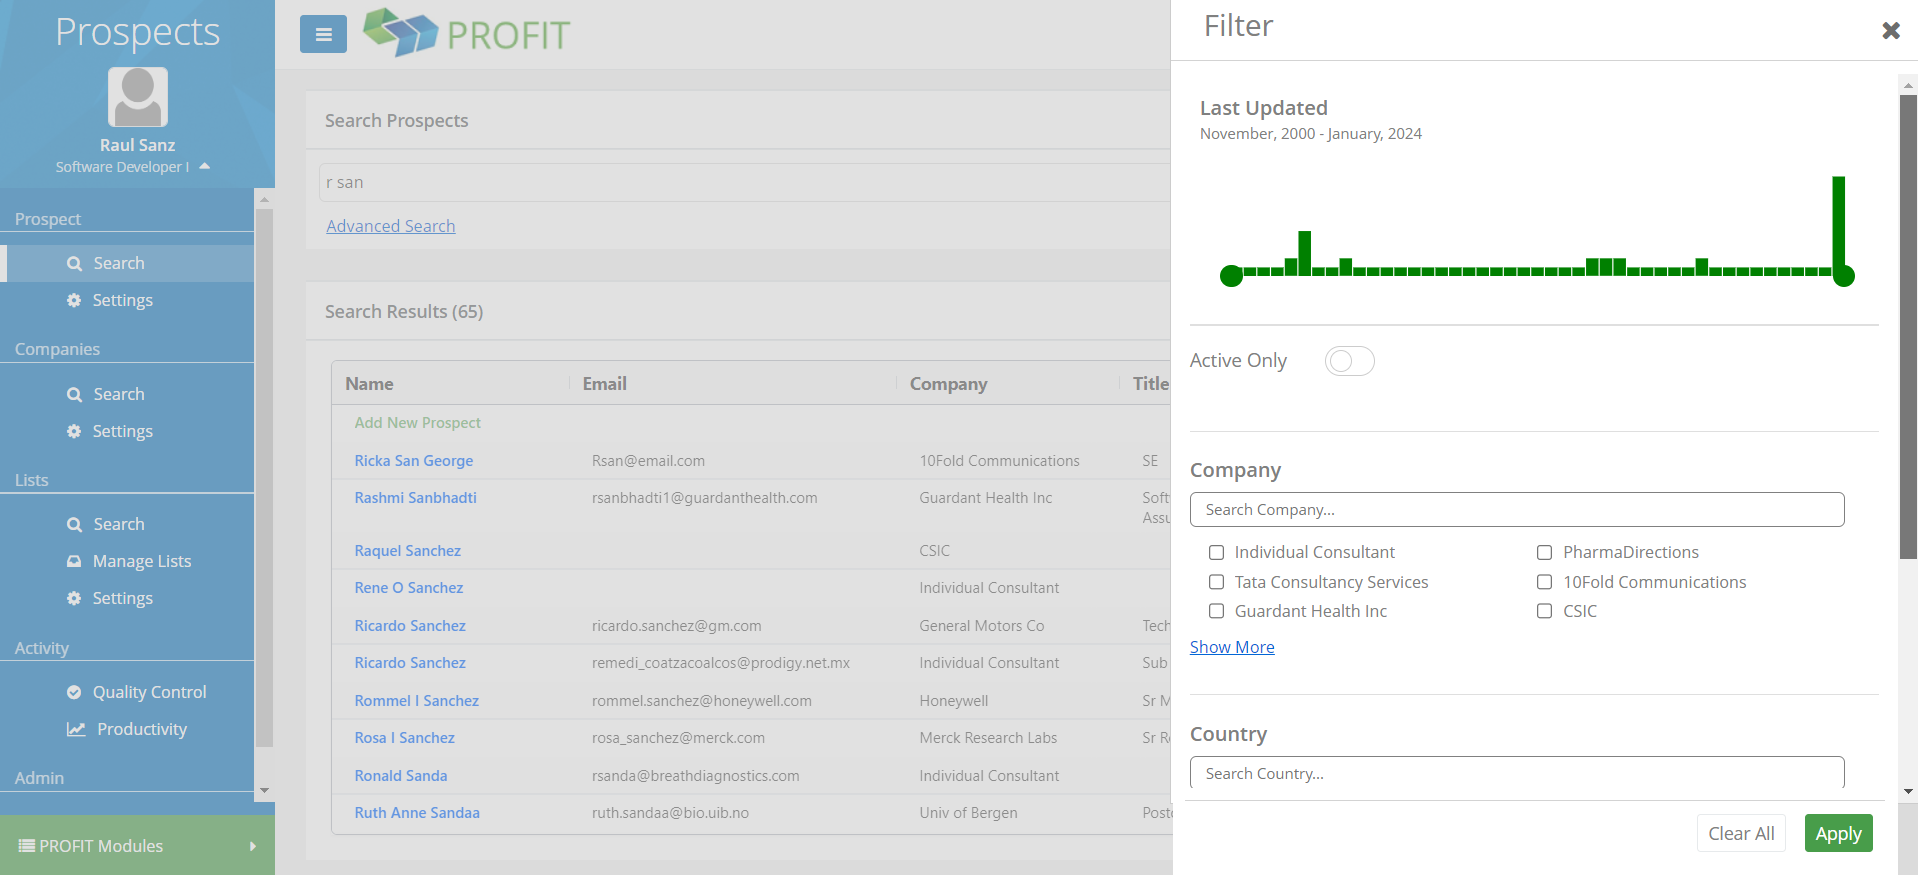 Prospects
Raul Sanz
Software Developer I
Prospect
Search
Settings
Companies
Search
Settings
Lists
Search
Manage Lists
Settings
Activity
Quality Control
Productivity
Admin
PROFIT Modules
PROFIT
Search Prospects
r san
Advanced Search
Search Results (65)
Name Email Company Title
Add New Prospect
Ricka San George Rsan@email.com 10Fold Communications SE
Rashmi Sanbhadti rsanbhadti1@guardanthealth.com Guardant Health Inc Soft
Assu
Raquel Sanchez CSIC
Rene O Sanchez Individual Consultant
Ricardo Sanchez ricardo.sanchez@gm.com General Motors Co Tech
Ricardo Sanchez remedi_coatzacoalcos@prodigy.net.mx Individual Consultant Sub
Rommel I Sanchez rommel.sanchez@honeywell.com Honeywell Sr M
Rosa I Sanchez rosa_sanchez@merck.com Merck Research Labs Sr R
Ronald Sanda rsanda@breathdiagnostics.com Individual Consultant
Ruth Anne Sandaa ruth.sandaa@bio.uib.no Univ of Bergen Post
Filter
Last Updated
November, 2000 - January, 2024
Active Only
Company
Search Company...
Individual Consultant PharmaDirections
Tata Consultancy Services 10Fold Communications
Guardant Health Inc CSIC
Show More
Country
Search Country...
Clear All Apply